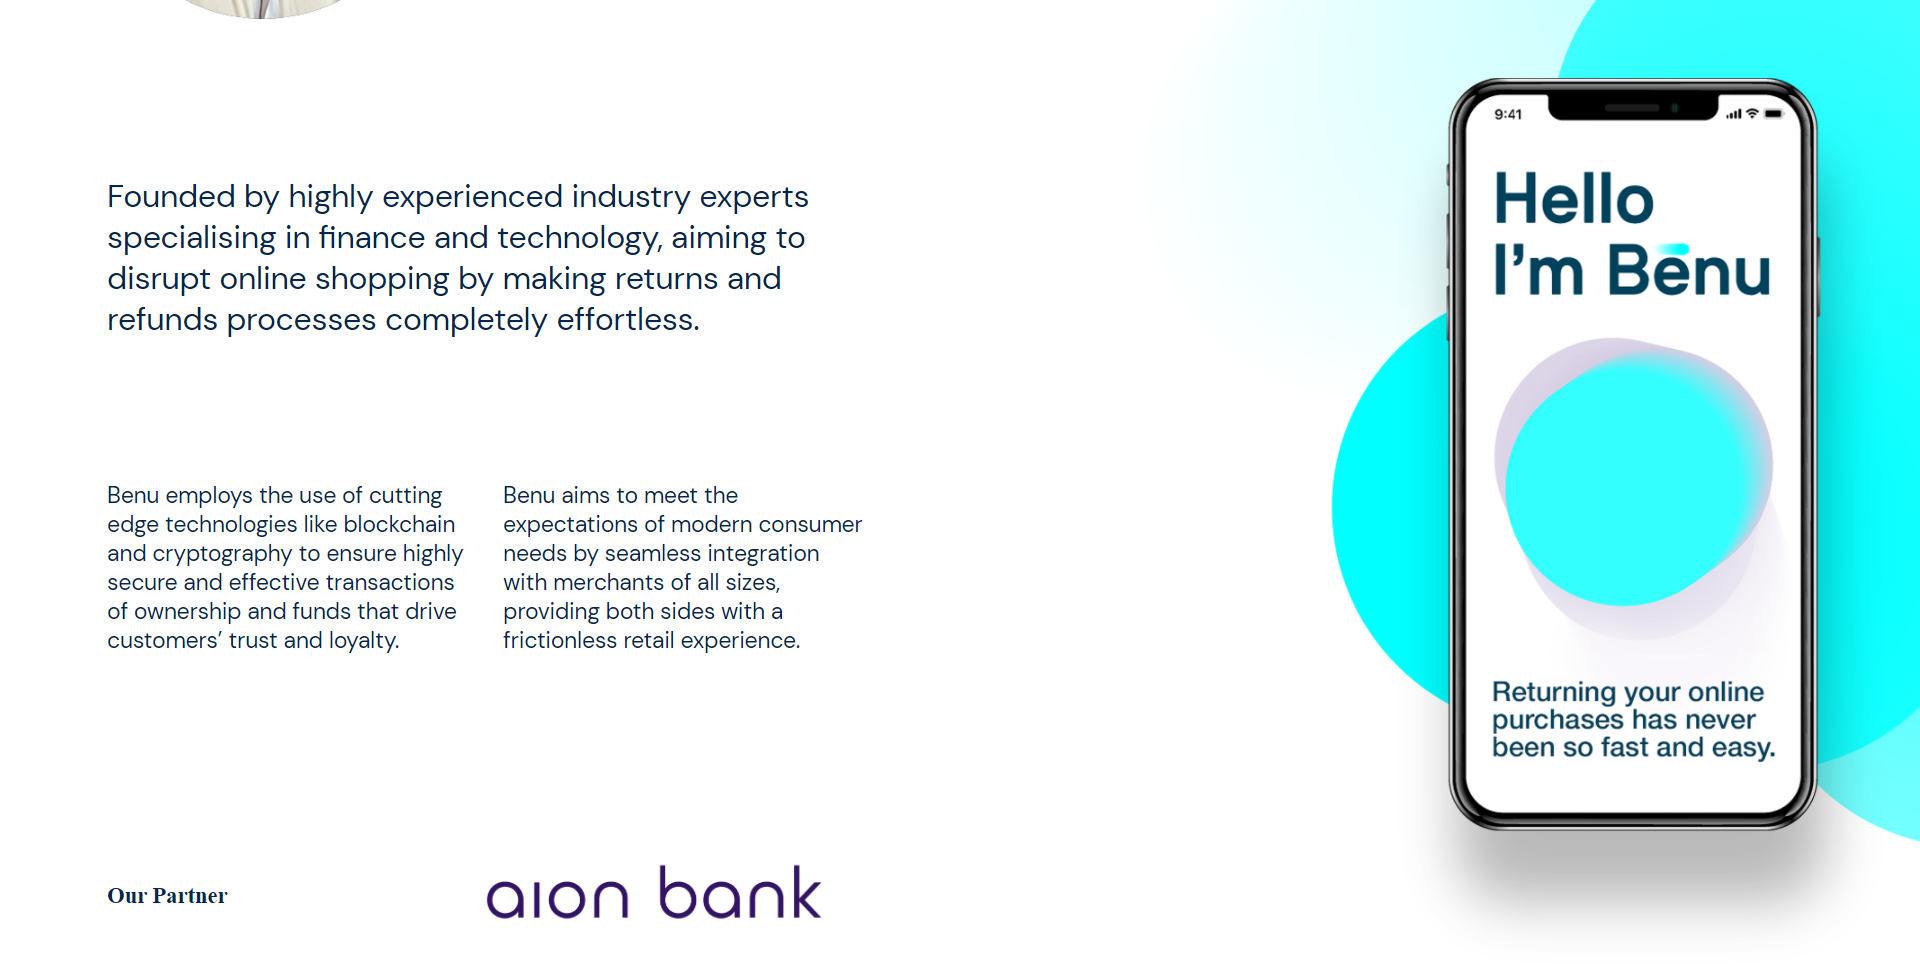 Founded by highly experienced industry experts
specialising in finance and technology, aiming to
disrupt online shopping by making returns and
refunds processes completely effortless.
Benu employs the use of cutting
edge technologies like blockchain
and cryptography to ensure highly
secure and effective transactions
of ownership and funds that drive
customers’ trust and loyalty.
Benu aims to meet the
expectations of modern consumer
needs by seamless integration
with merchants of all sizes,
providing both sides with a
frictionless retail experience.
Our Partner
aion bank
9:41
Hello
I’m Bēnu
Returning your online
purchases has never
been so fast and easy.